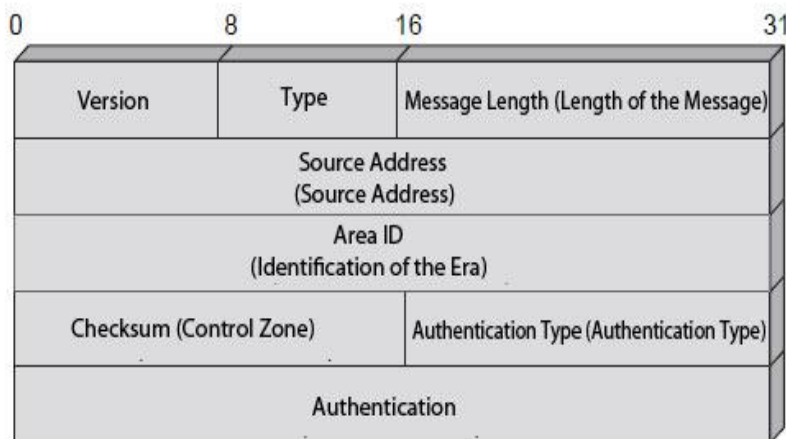 0 8 16 31
Version Type Message Length (Length of the Message)
Source Address
(Source Address)
Area ID
(Identification of the Era)
Checksum (Control Zone) Authentication Type (Authentication Type)
Authentication